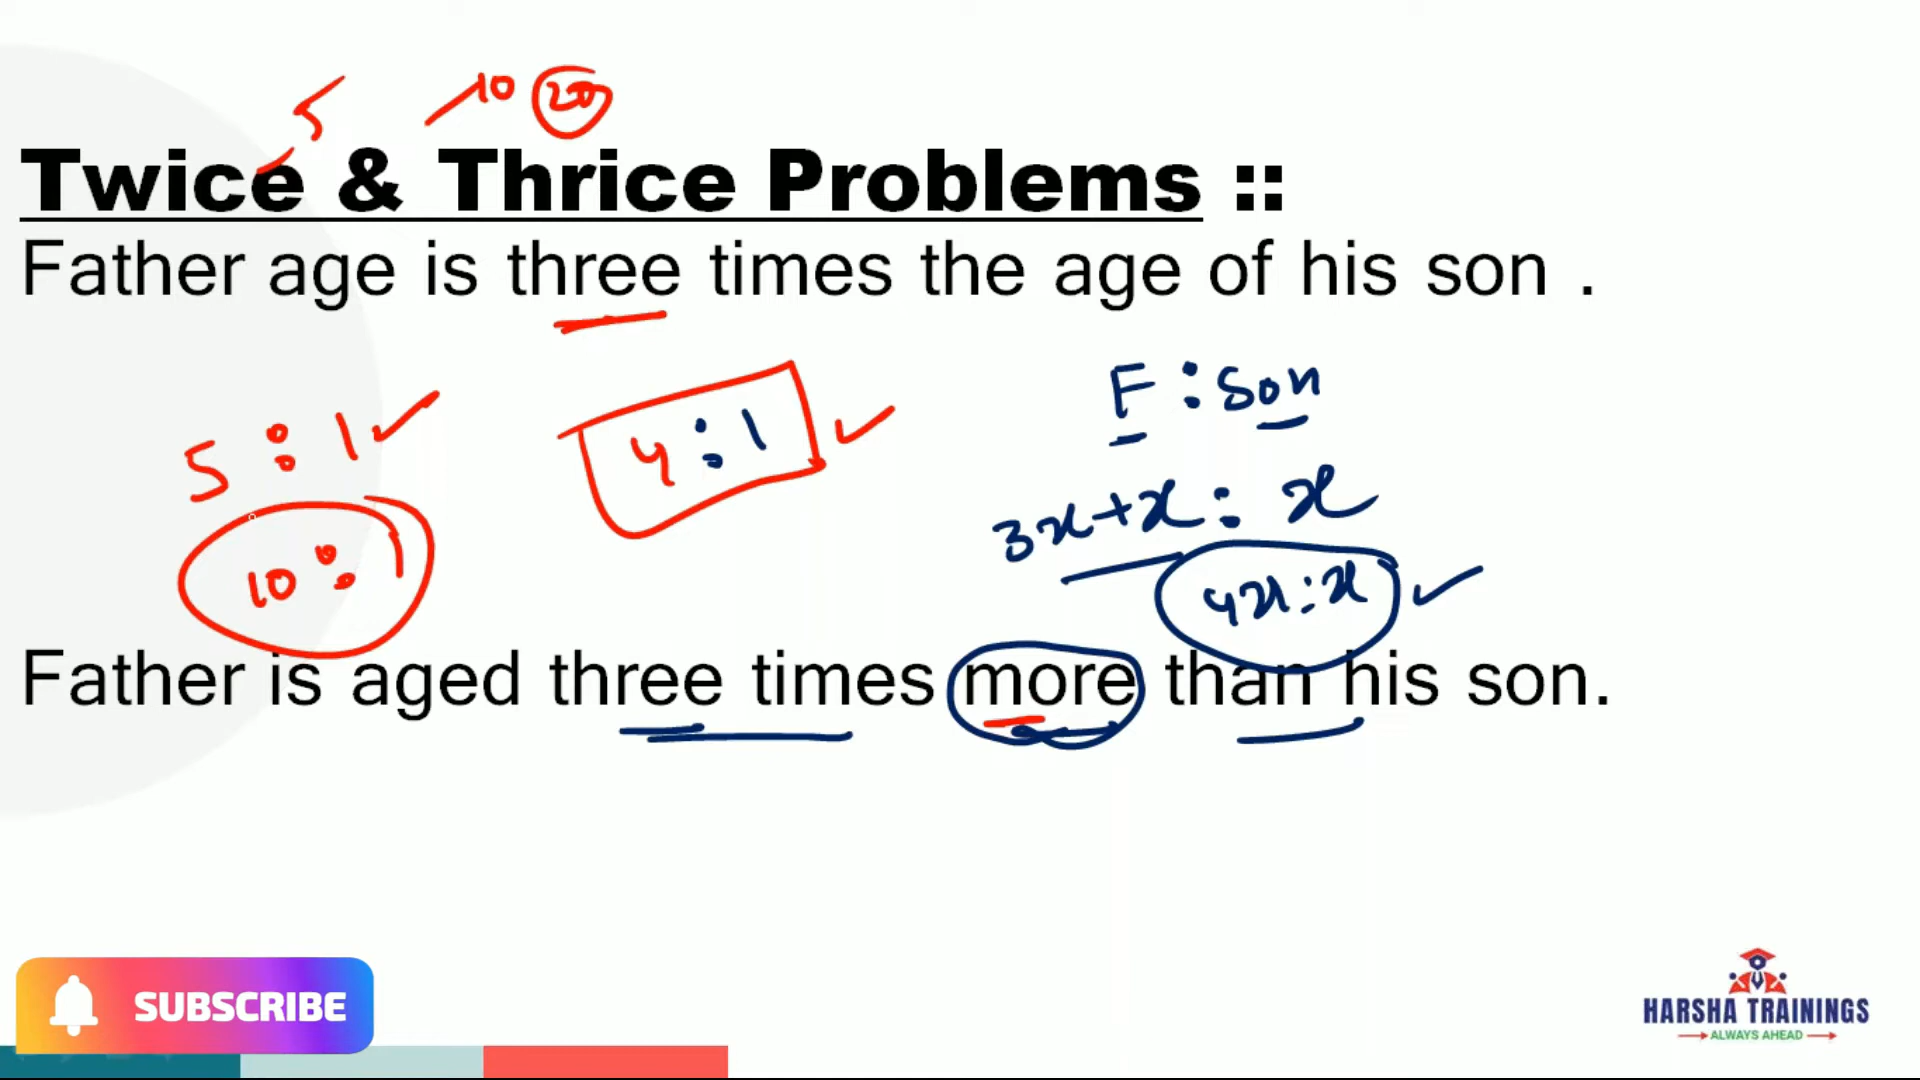 5 10 20
Twice & Thrice Problems ::
Father age is three times the age of his son .
F : Son
5 : 1 4 : 1
3x+x : x
10 : 1 4x : x
Father is aged three times more than his son.
SUBSCRIBE
HARSHA TRAININGS
ALWAYS AHEAD